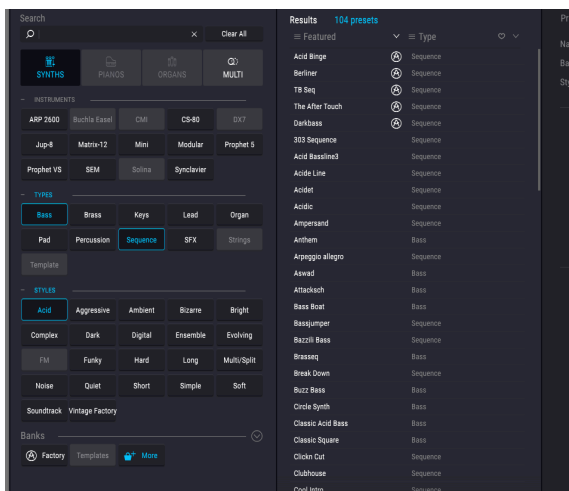 Search
Clear All
SYNTHS PIANOS ORGANS MULTI
INSTRUMENTS
ARP 2600 Buchla Easel CMI CS-80 DX7
Jup-8 Matrix-12 Mini Modular Prophet 5
Prophet VS SEM Solina Synclavier
TYPES
Bass Brass Keys Lead Organ
Pad Percussion Sequence SFX Strings
Template
STYLES
Acid Aggressive Ambient Bizarre Bright
Complex Dark Digital Ensemble Evolving
FM Funky Hard Long Multi/Split
Noise Quiet Short Simple Soft
Soundtrack Vintage Factory
Banks
Factory Templates More
Results 104 presets
Featured Type
Acid Binge Sequence
Berliner Sequence
TB Seq Sequence
The After Touch Sequence
Darkbass Sequence
303 Sequence Sequence
Acid Bassline3 Sequence
Acide Line Sequence
Acidet Sequence
Acidic Sequence
Ampersand Sequence
Anthem Bass
Arpeggio allegro Sequence
Aswad Bass
Attacksch Bass
Bass Boat Bass
Bassjumper Sequence
Bazzili Bass Sequence
Brasseq Bass
Break Down Sequence
Buzz Bass Bass
Circle Synth Bass
Classic Acid Bass Bass
Classic Square Bass
Clickn Cut Sequence
Clubhouse Sequence
Cool Intro Sequence
Pr
Na
Ba
Sty